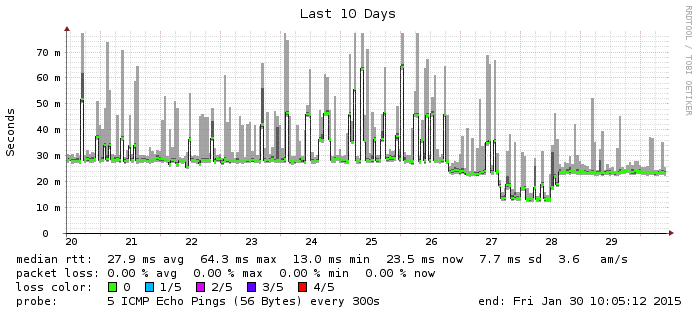 Last 10 Days
RRDTOOL / TOBI OETIKER
Seconds
70 m
60 m
50 m
40 m
30 m
20 m
10 m
0
20 21 22 23 24 25 26 27 28 29
median rtt: 27.9 ms avg 64.3 ms max 13.0 ms min 23.5 ms now 7.7 ms sd 3.6 am/s
packet loss: 0.00 % avg 0.00 % max 0.00 % min 0.00 % now
loss color: 0 1/5 2/5 3/5 4/5
probe: 5 ICMP Echo Pings (56 Bytes) every 300s end: Fri Jan 30 10:05:12 2015